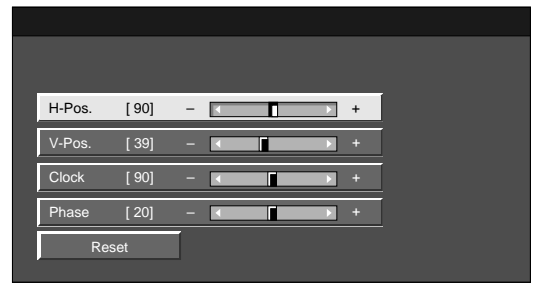 H-Pos. [ 90] – +
V-Pos. [ 39] – +
Clock [ 90] – +
Phase [ 20] – +
Reset